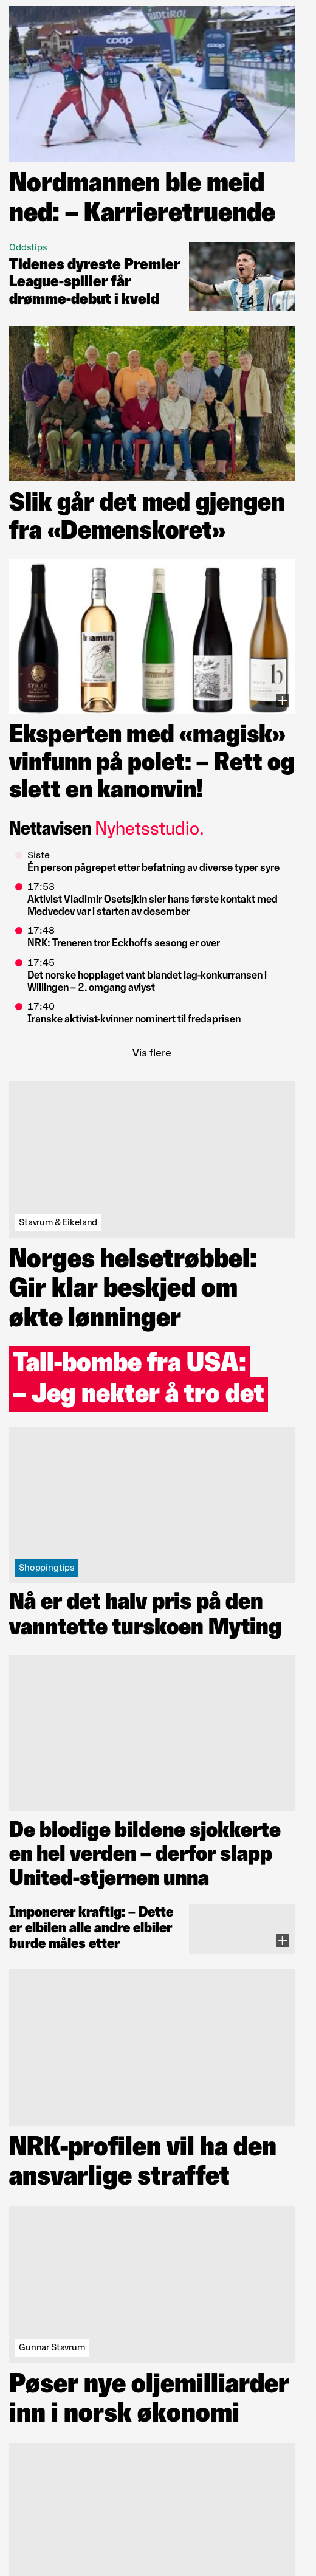 Nordmannen ble meid
ned: – Karrieretruende
Oddstips
Tidenes dyreste Premier
League-spiller får
drømme-debut i kveld
Slik går det med gjengen
fra «Demenskoret»
Eksperten med «magisk»
vinfunn på polet: – Rett og
slett en kanonvin!
Nettavisen Nyhetsstudio.
Siste
Én person pågrepet etter befatning av diverse typer syre
17:53
Aktivist Vladimir Osetsjkin sier hans første kontakt med
Medvedev var i starten av desember
17:48
NRK: Treneren tror Eckhoffs sesong er over
17:45
Det norske hopplaget vant blandet lag-konkurransen i
Willingen – 2. omgang avlyst
17:40
Iranske aktivist-kvinner nominert til fredsprisen
Vis flere
Stavrum & Eikeland
Norges helsetrøbbel:
Gir klar beskjed om
økte lønninger
Tall-bombe fra USA:
– Jeg nekter å tro det
Shoppingtips
Nå er det halv pris på den
vanntette turskoen Myting
De blodige bildene sjokkerte
en hel verden – derfor slapp
United-stjernen unna
Imponerer kraftig: – Dette
er elbilen alle andre elbiler
burde måles etter
NRK-profilen vil ha den
ansvarlige straffet
Gunnar Stavrum
Pøser nye oljemilliarder
inn i norsk økonomi